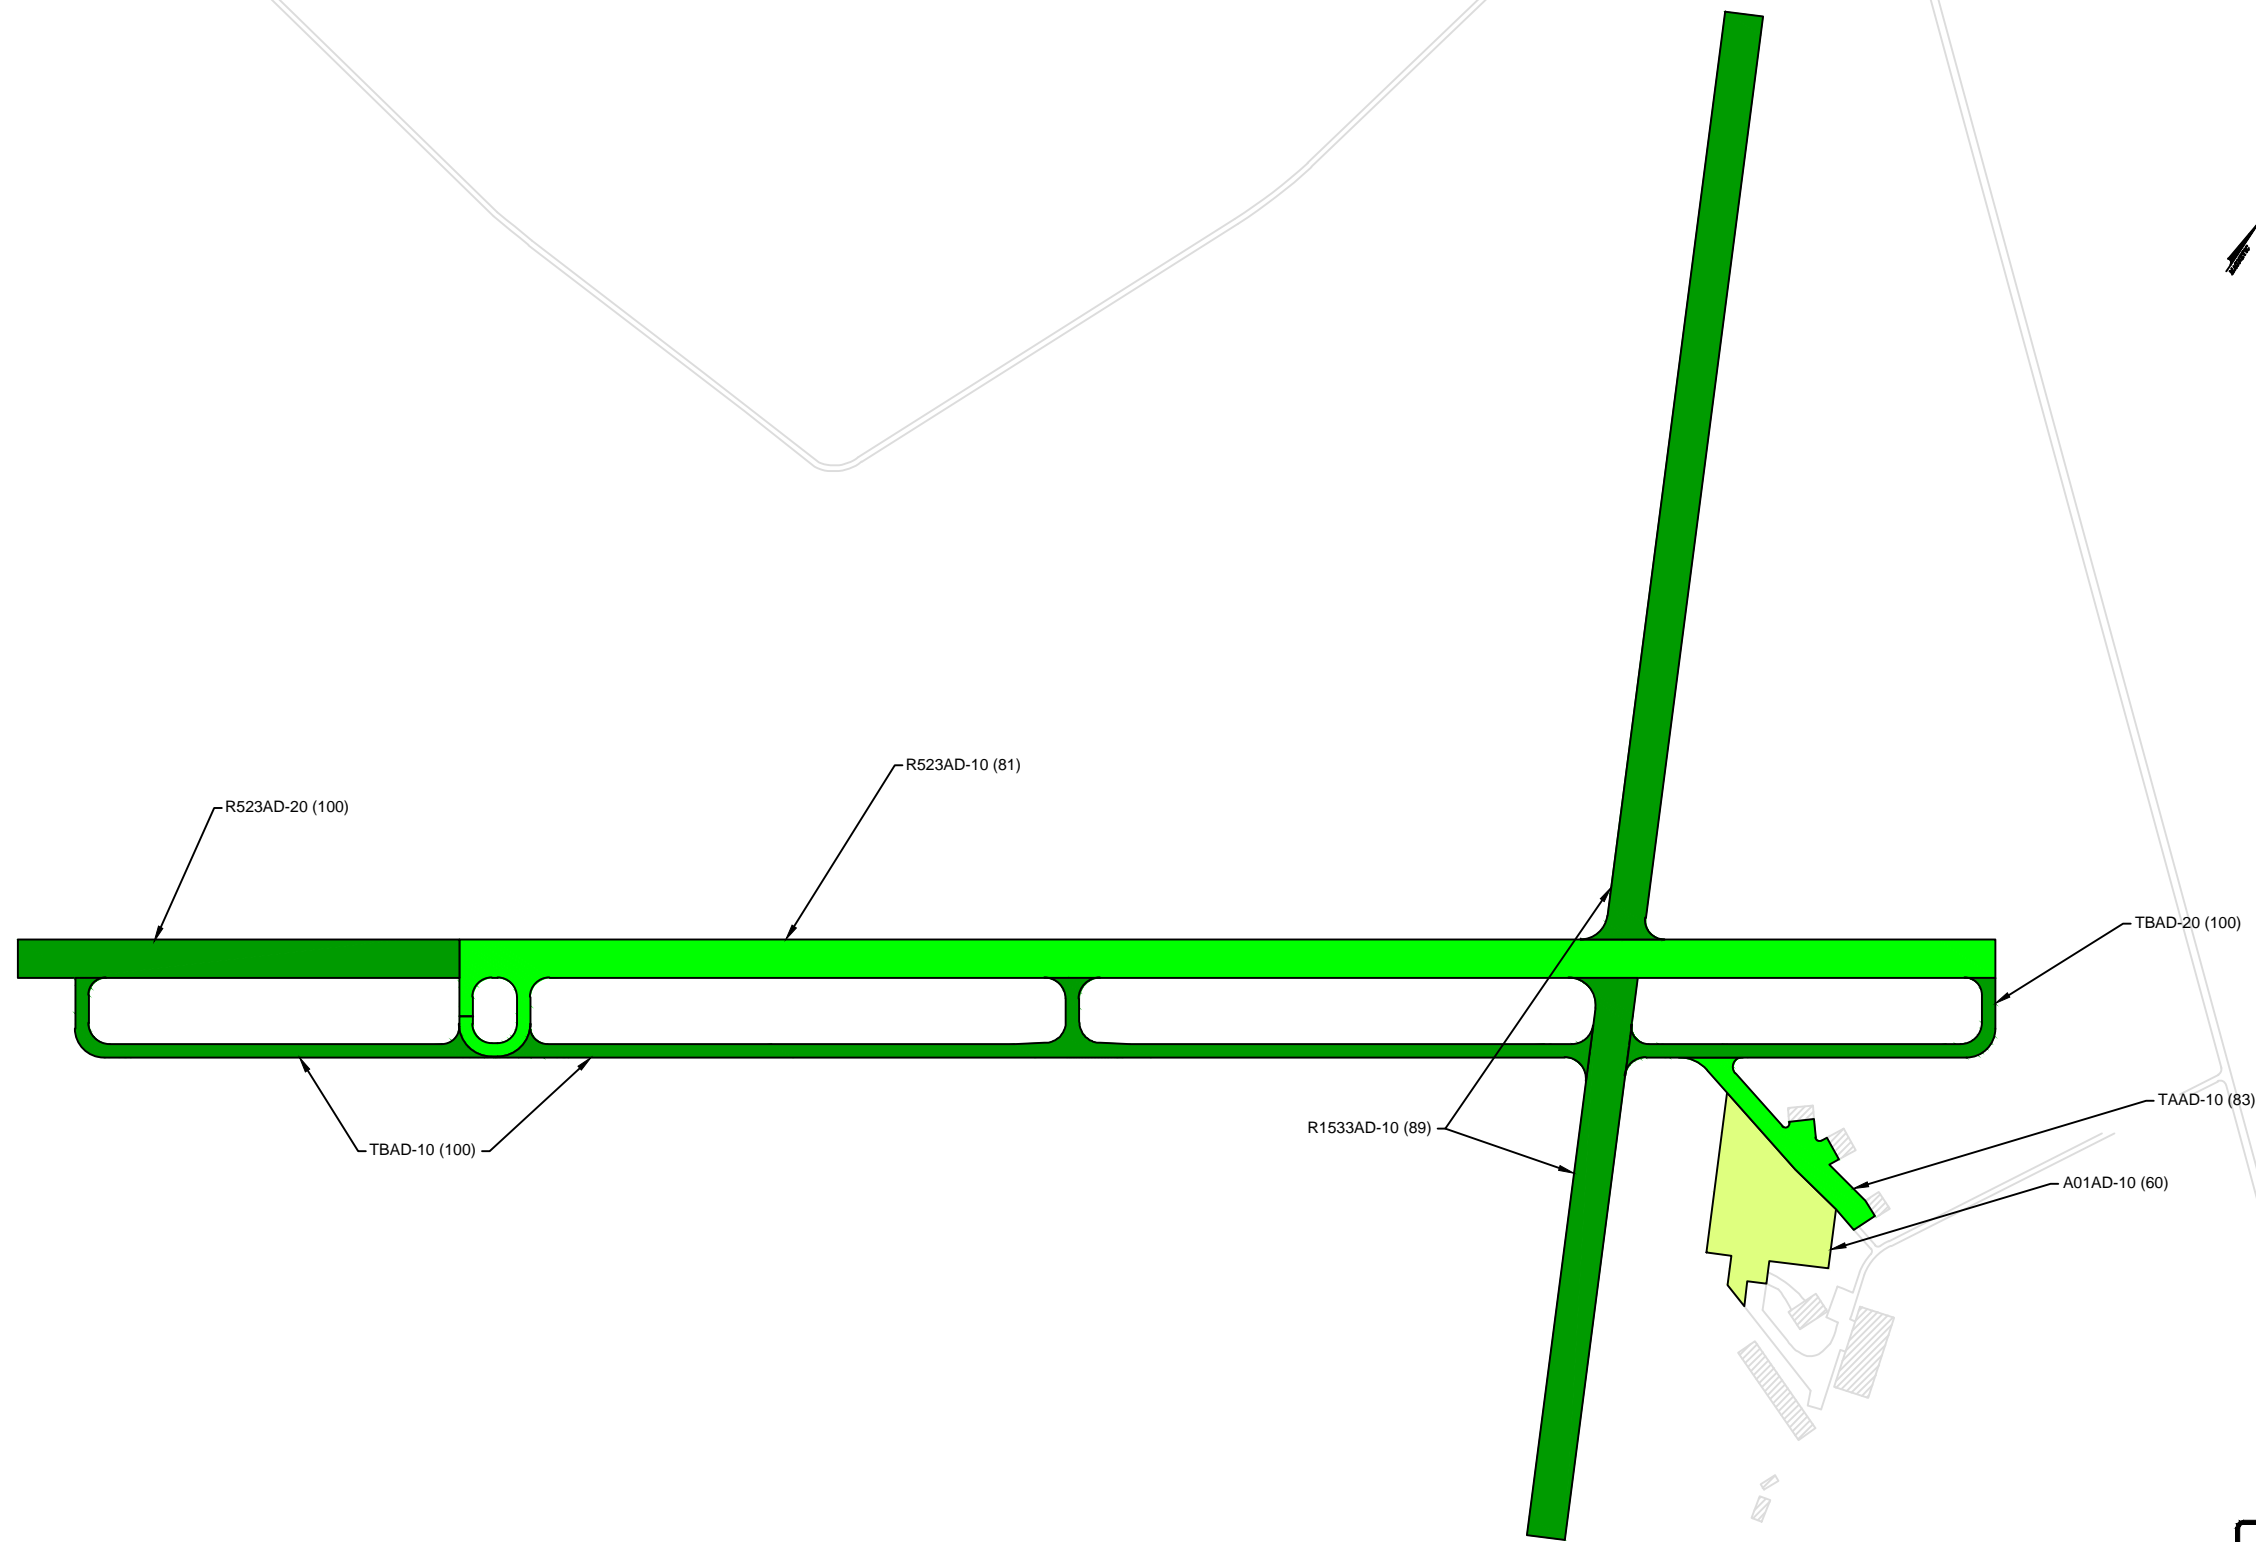 R523AD-10 (81)
R523AD-20 (100)
TBAD-20 (100)
TAAD-10 (83)
R1533AD-10 (89)
TBAD-10 (100)
A01AD-10 (60)